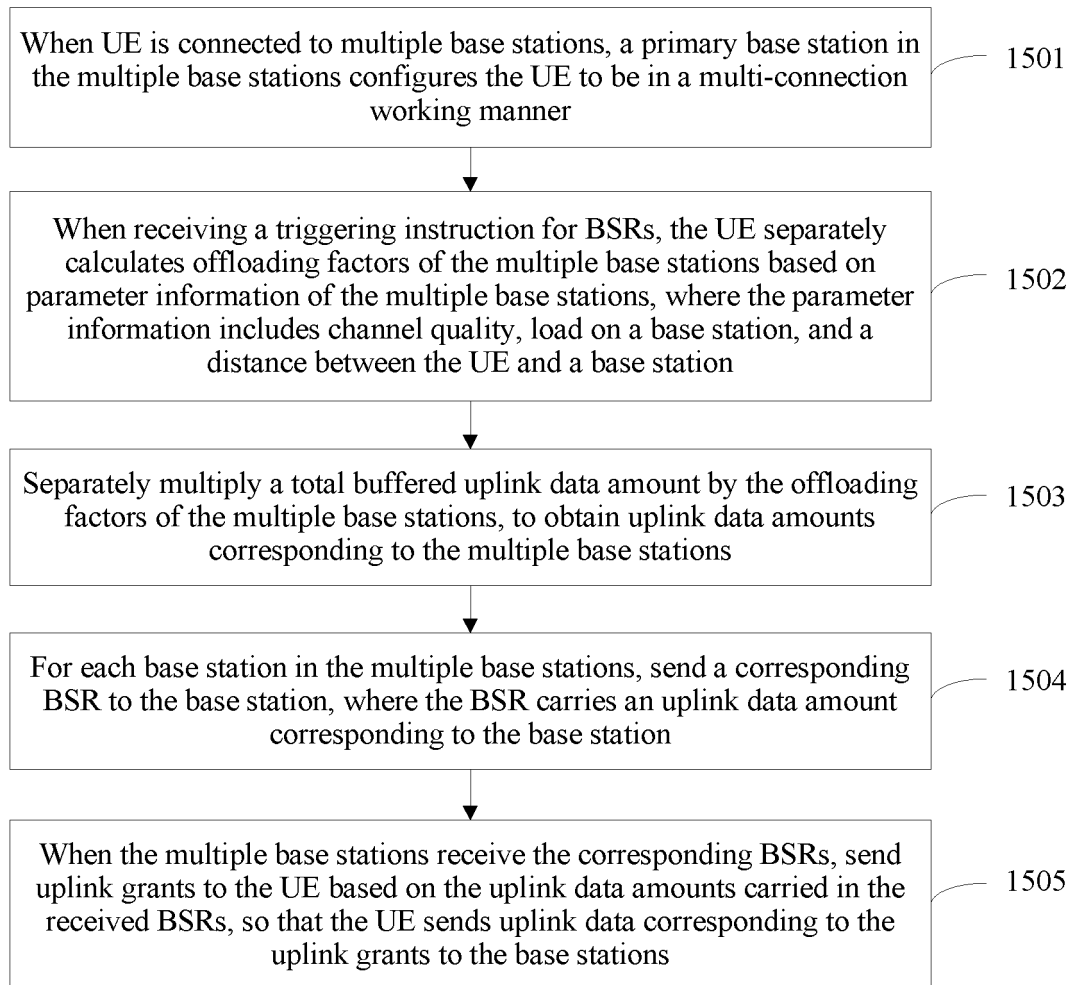 When UE is connected to multiple base stations, a primary base station in
the multiple base stations configures the UE to be in a multi-connection
working manner
1501
When receiving a triggering instruction for BSRs, the UE separately
calculates offloading factors of the multiple base stations based on
parameter information of the multiple base stations, where the parameter
information includes channel quality, load on a base station, and a
distance between the UE and a base station
1502
Separately multiply a total buffered uplink data amount by the offloading
factors of the multiple base stations, to obtain uplink data amounts
corresponding to the multiple base stations
1503
For each base station in the multiple base stations, send a corresponding
BSR to the base station, where the BSR carries an uplink data amount
corresponding to the base station
1504
When the multiple base stations receive the corresponding BSRs, send
uplink grants to the UE based on the uplink data amounts carried in the
received BSRs, so that the UE sends uplink data corresponding to the
uplink grants to the base stations
1505